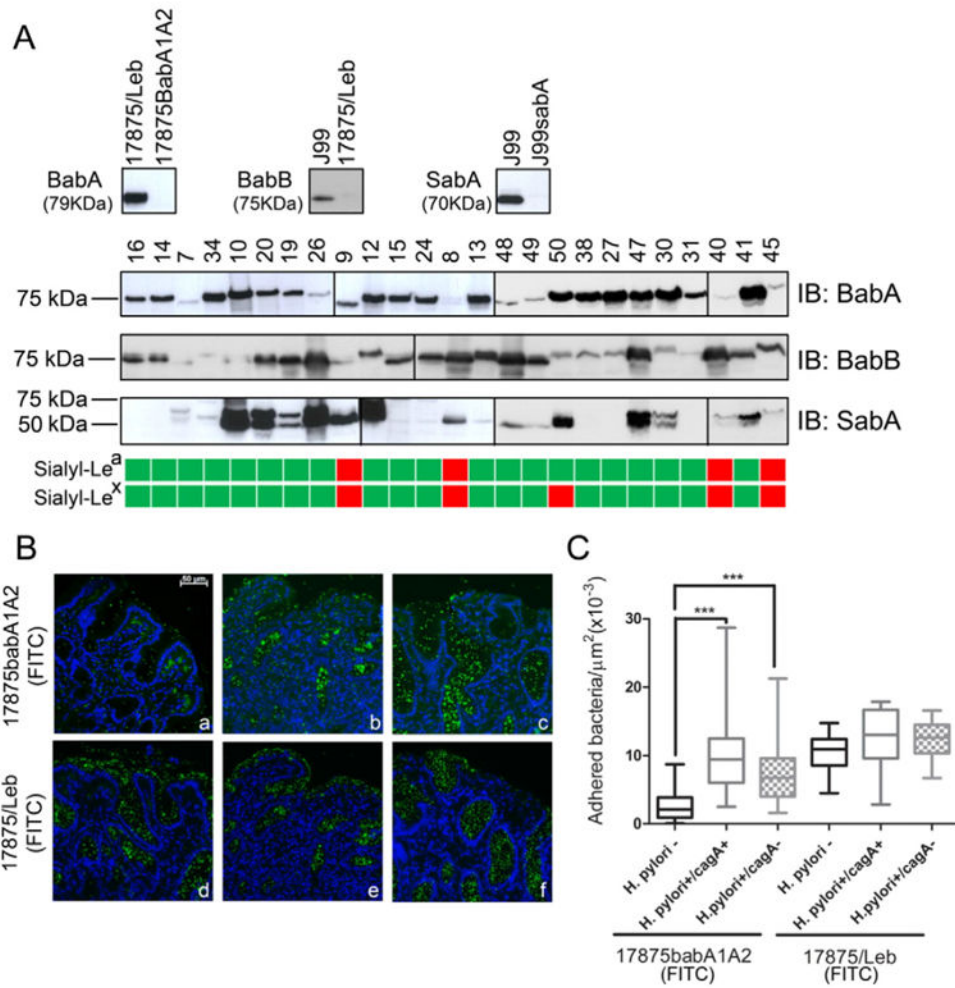 A
17875/Leb
17875BabA1A2
BabA
(79KDa)
J99
17875/Leb
BabB
(75KDa)
J99
J99sabA
SabA
(70KDa)
16 14 7 34 10 20 19 26 9 12 15 24 8 13 48 49 50 38 27 47 30 31 40 41 45
75 kDa
IB: BabA
75 kDa
IB: BabB
75 kDa
50 kDa
IB: SabA
Sialyl-Leᵃ
Sialyl-Leˣ
B
17875babA1A2
(FITC)
50 µm
a
b
c
17875/Leb
(FITC)
d
e
f
C
Adhered bacteria/µm²(x10⁻³)
30
20
10
0
***
***
H. pylori -
H. pylori+/cagA+
H.pylori+/cagA-
H. pylori -
H. pylori+/cagA+
H.pylori+/cagA-
17875babA1A2
(FITC)
17875/Leb
(FITC)